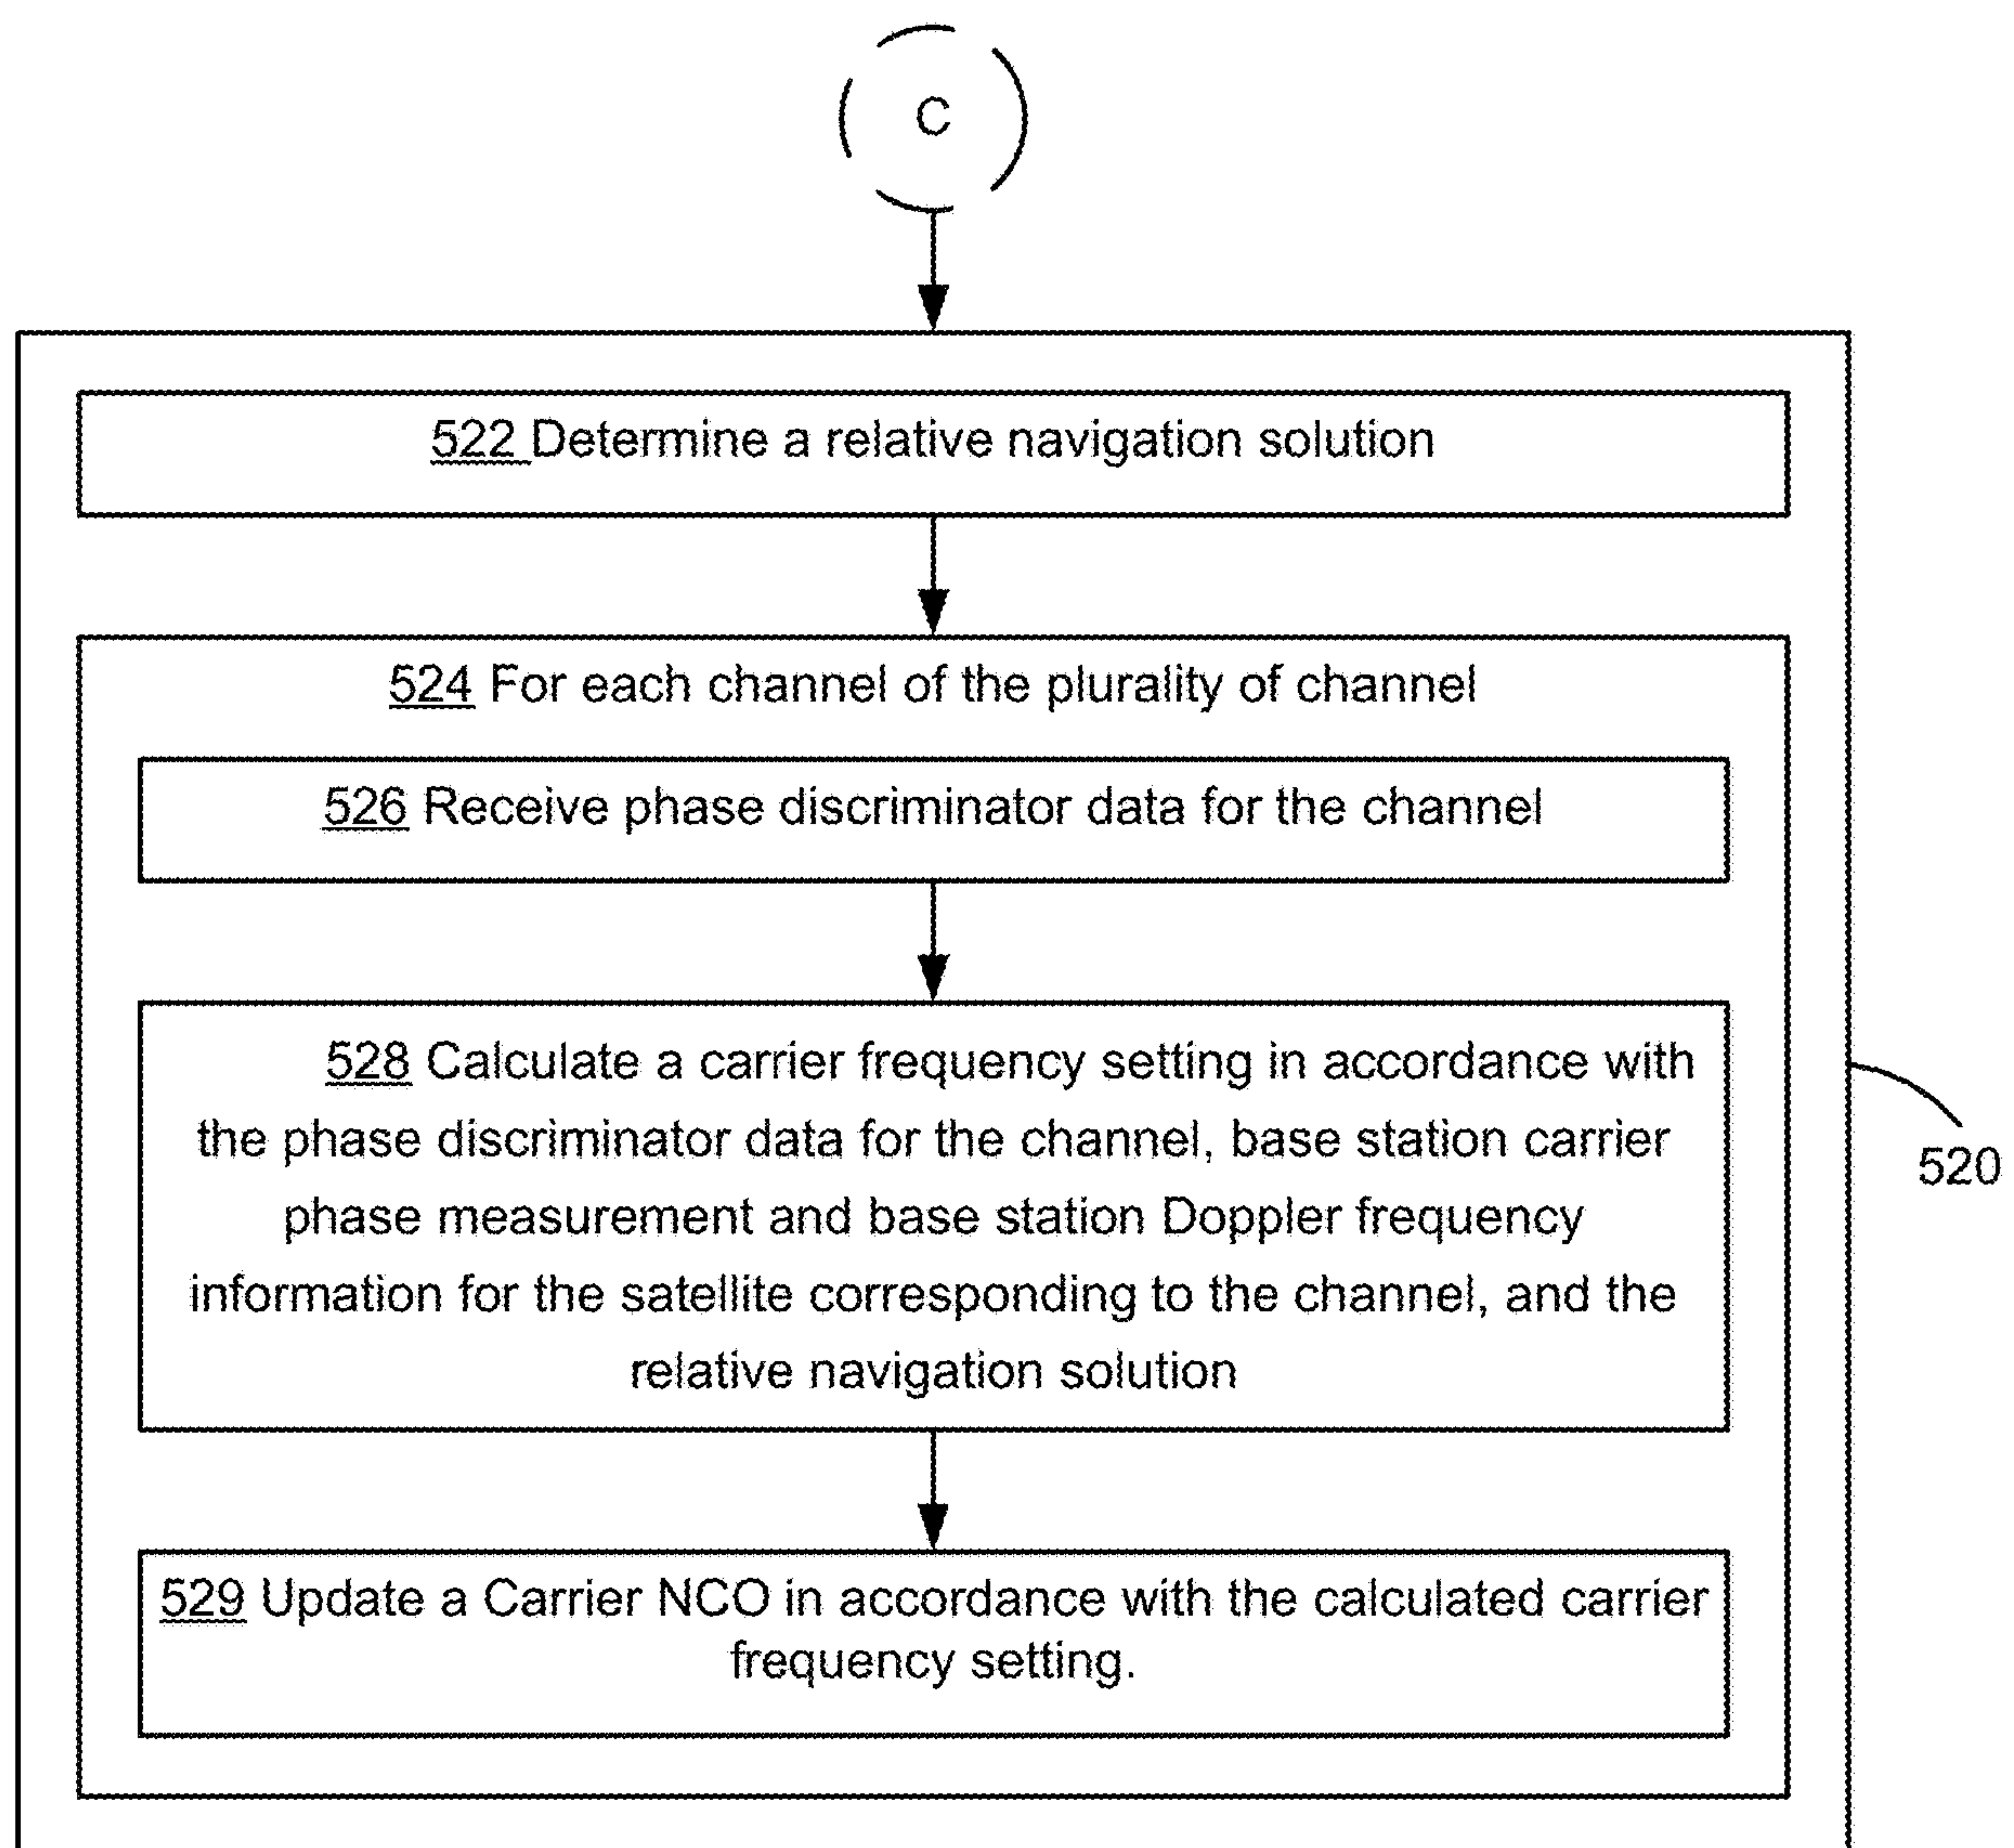 C
522 Determine a relative navigation solution
524 For each channel of the plurality of channel
526 Receive phase discriminator data for the channel
528 Calculate a carrier frequency setting in accordance with
the phase discriminator data for the channel, base station carrier
phase measurement and base station Doppler frequency
information for the satellite corresponding to the channel, and the
relative navigation solution
520
529 Update a Carrier NCO in accordance with the calculated carrier
frequency setting.